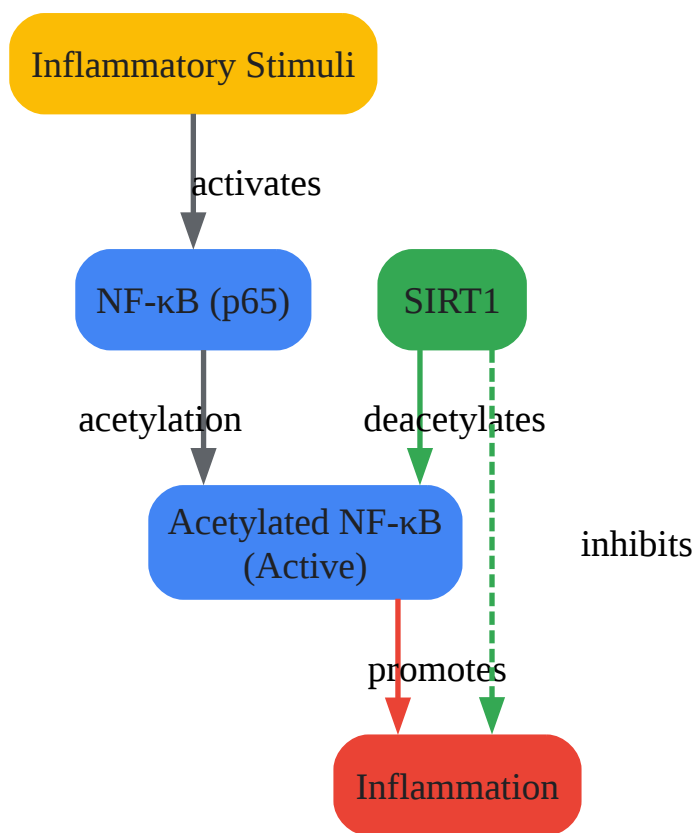 Inflammatory Stimuli
activates
NF-κB (p65)
SIRT1
acetylation
deacetylates
Acetylated NF-κB
(Active)
inhibits
promotes
Inflammation